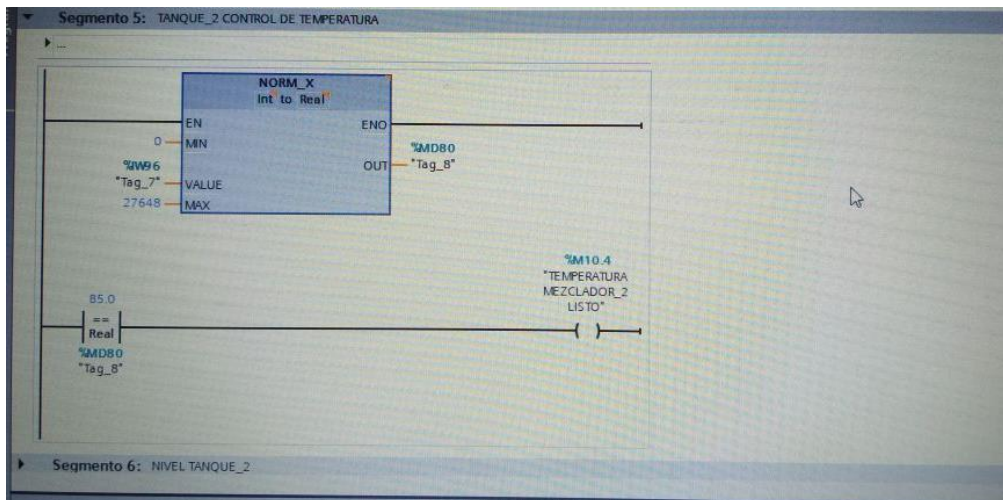 Segmento 5: TANQUE_2 CONTROL DE TEMPERATURA
...
NORM_X
Int to Real
EN
ENO
0
MIN
%MD80
%IW96
OUT
"Tag_8"
"Tag_7"
VALUE
27648
MAX
%M10.4
"TEMPERATURA
MEZCLADOR_2
LISTO"
85.0
==
Real
%MD80
"Tag_8"
Segmento 6: NIVEL TANQUE_2